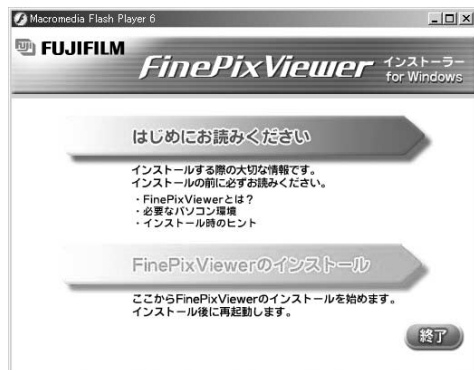 Macromedia Flash Player 6
FUJIFILM
FinePixViewer インストーラー
for Windows
はじめにお読みください
インストールする際の大切な情報です。
インストールの前に必ずお読みください。
・FinePixViewerとは?
・必要なパソコン環境
・インストール時のヒント
FinePixViewerのインストール
ここからFinePixViewerのインストールを始めます。
インストール後に再起動します。
終了